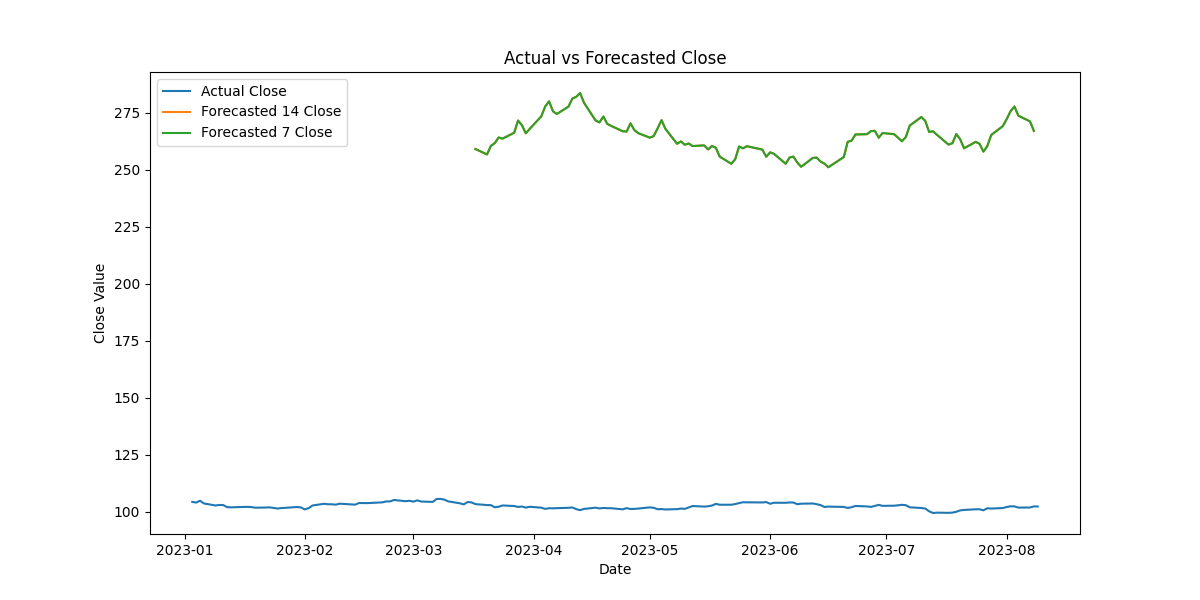 Actual vs Forecasted Close
Actual Close
Forecasted 14 Close
Forecasted 7 Close
Close Value
275
250
225
200
175
150
125
100
2023-01
2023-02
2023-03
2023-04
2023-05
2023-06
2023-07
2023-08
Date